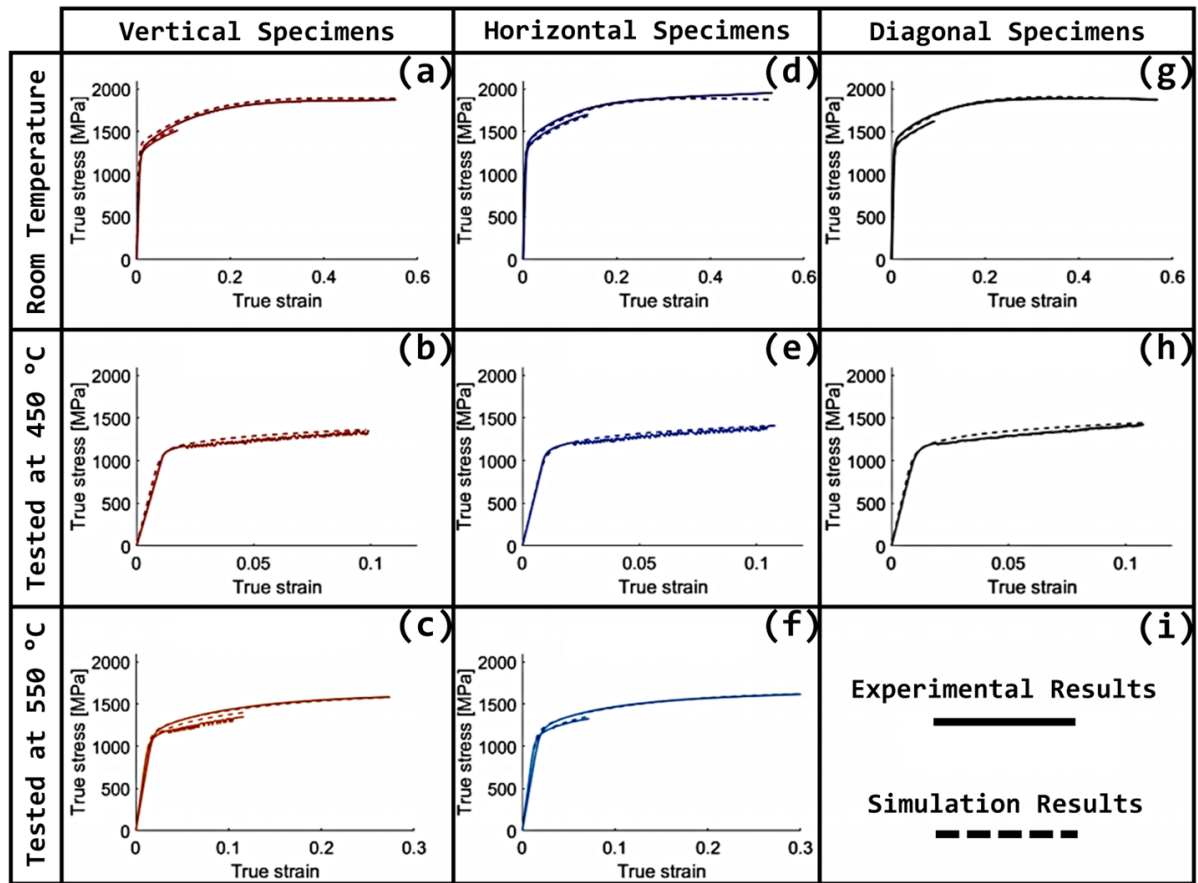 Vertical Specimens
Horizontal Specimens
Diagonal Specimens
Room Temperature
(a)
True stress [MPa]
2000
1500
1000
500
0
0 0.2 0.4 0.6
True strain
(d)
True stress [MPa]
2000
1500
1000
500
0
0 0.2 0.4 0.6
True strain
(g)
True stress [MPa]
2000
1500
1000
500
0
0 0.2 0.4 0.6
True strain
Tested at 450 °C
(b)
True stress [MPa]
2000
1500
1000
500
0
0 0.05 0.1
True strain
(e)
True stress [MPa]
2000
1500
1000
500
0
0 0.05 0.1
True strain
(h)
True stress [MPa]
2000
1500
1000
500
0
0 0.05 0.1
True strain
Tested at 550 °C
(c)
True stress [MPa]
2000
1500
1000
500
0
0 0.1 0.2 0.3
True strain
(f)
True stress [MPa]
2000
1500
1000
500
0
0 0.1 0.2 0.3
True strain
(i)
Experimental Results
Simulation Results